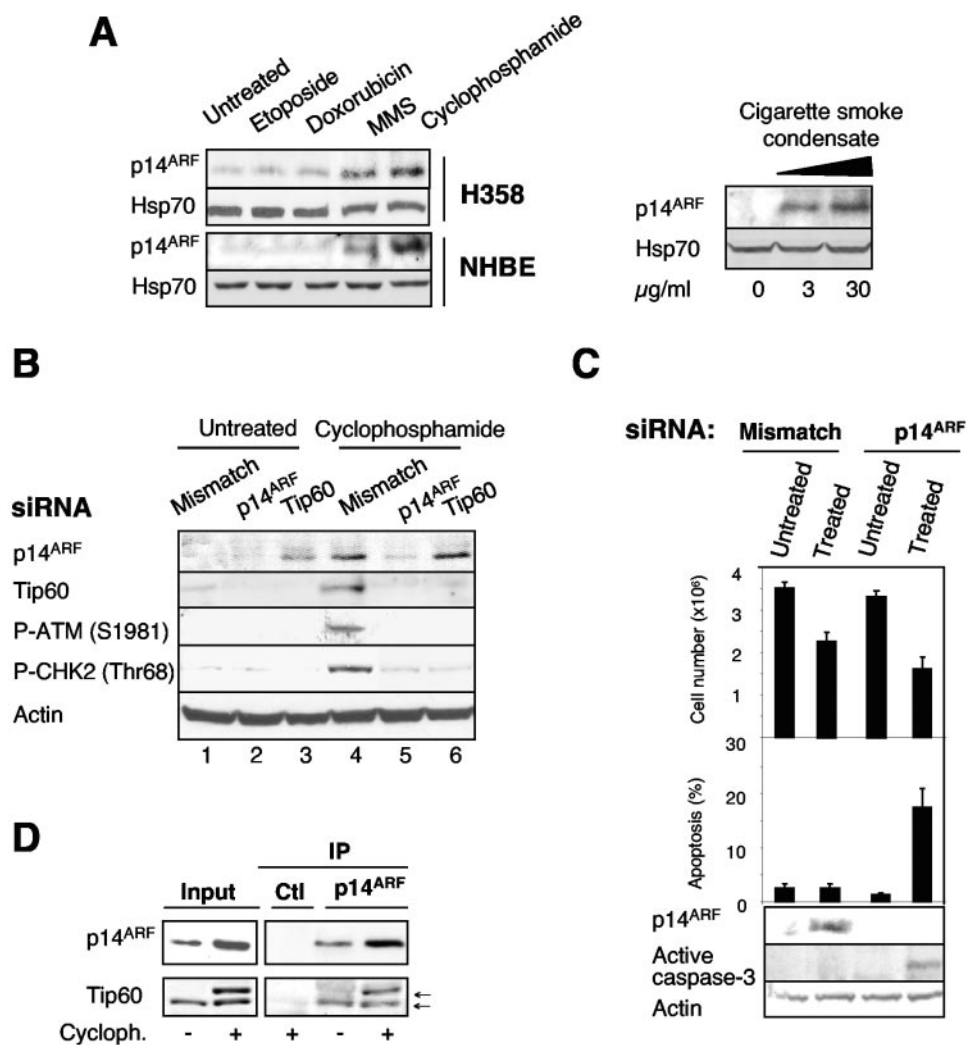 A
Untreated
Etoposide
Doxorubicin
MMS
Cyclophosphamide
p14ARF
Hsp70
H358
p14ARF
Hsp70
NHBE
Cigarette smoke
condensate
p14ARF
Hsp70
µg/ml 0 3 30
B
Untreated Cyclophosphamide
siRNA Mismatch p14ARF Tip60 Mismatch p14ARF Tip60
p14ARF
Tip60
P-ATM (S1981)
P-CHK2 (Thr68)
Actin
1 2 3 4 5 6
C
siRNA: Mismatch p14ARF
Untreated Treated Untreated Treated
Cell number (x10⁶)
4
3
2
1
30
Apoptosis (%)
20
10
0
p14ARF
Active
caspase-3
Actin
D
IP
Input Ctl p14ARF
p14ARF
Tip60
Cycloph. - + + - +